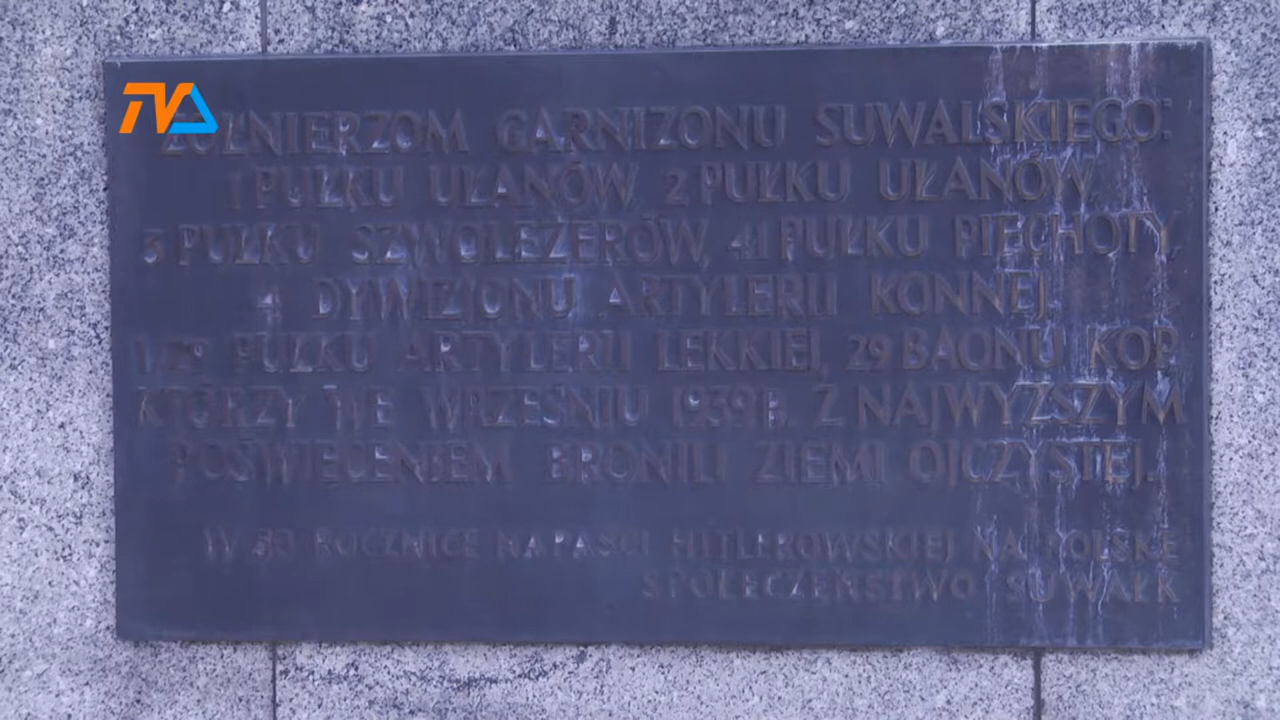 TVA
ŻOŁNIERZOM GARNIZONU SUWALSKIEGO:
1 PUŁKU UŁANÓW, 2 PUŁKU UŁANÓW,
3 PUŁKU SZWOLEŻERÓW, 41 PUŁKU PIECHOTY,
4 DYWIZJONU ARTYLERII KONNEJ
PUŁKU ARTYLERII LEKKIEJ, 29 BAONU KOP,
KTÓRZY WE WRZEŚNIU 1939 R. Z NAJWYŻSZYM
POŚWIĘCENIEM BRONILI ZIEMI OJCZYSTEJ.
W 50 ROCZNICĘ NAPAŚCI HITLEROWSKIEJ NA POLSKĘ
SPOŁECZEŃSTWO SUWAŁK